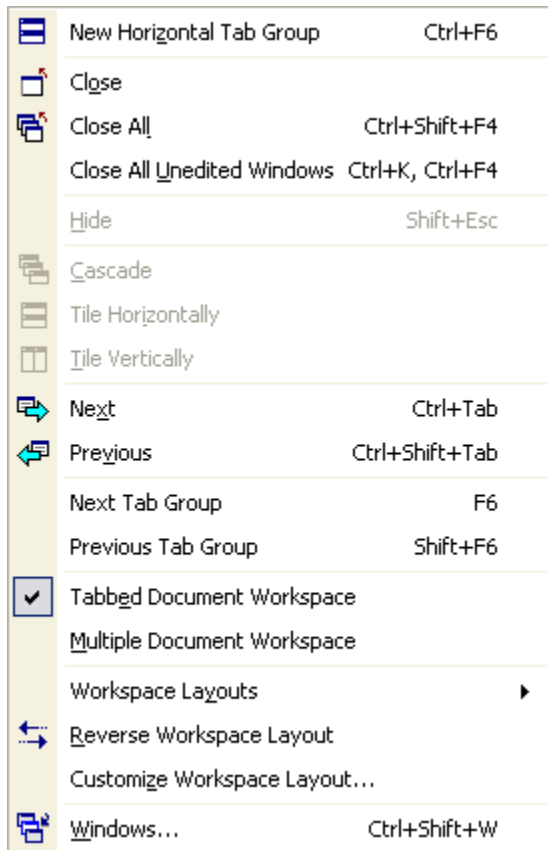 New Horizontal Tab Group Ctrl+F6
Close
Close All Ctrl+Shift+F4
Close All Unedited Windows Ctrl+K, Ctrl+F4
Hide Shift+Esc
Cascade
Tile Horizontally
Tile Vertically
Next Ctrl+Tab
Previous Ctrl+Shift+Tab
Next Tab Group F6
Previous Tab Group Shift+F6
Tabbed Document Workspace
Multiple Document Workspace
Workspace Layouts
Reverse Workspace Layout
Customize Workspace Layout...
Windows... Ctrl+Shift+W